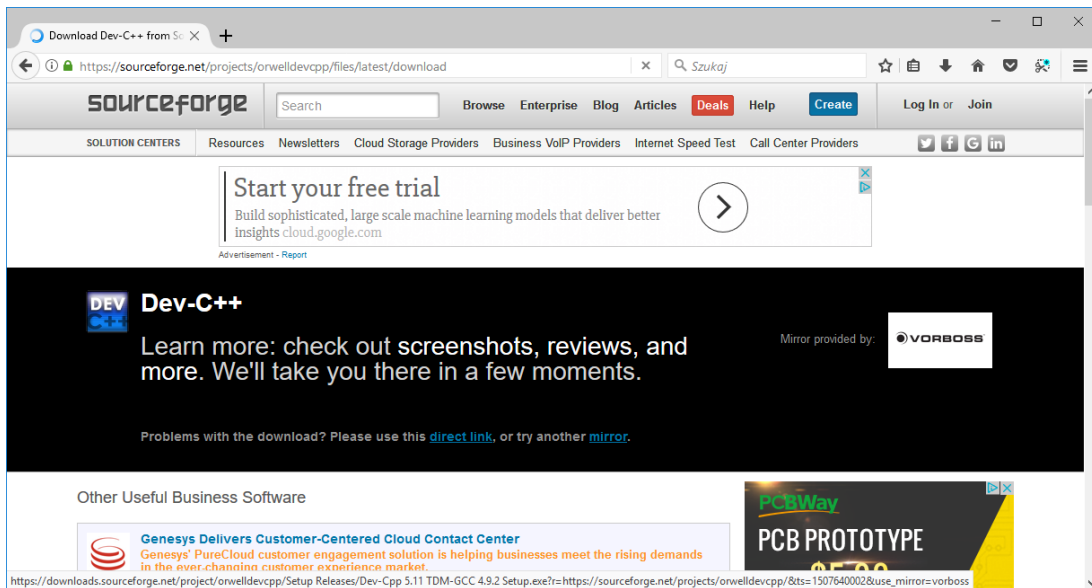 Download Dev-C++ from So
https://sourceforge.net/projects/orwelldevcpp/files/latest/download
Szukaj
sourceforge
Search
Browse Enterprise Blog Articles Deals Help Create Log In or Join
SOLUTION CENTERS Resources Newsletters Cloud Storage Providers Business VoIP Providers Internet Speed Test Call Center Providers
Start your free trial
Build sophisticated, large scale machine learning models that deliver better
insights cloud.google.com
Advertisement - Report
DEV
C++
Dev-C++
Learn more: check out screenshots, reviews, and
more. We'll take you there in a few moments.
Mirror provided by:
VORBOSS
Problems with the download? Please use this direct link, or try another mirror.
Other Useful Business Software
Genesys Delivers Customer-Centered Cloud Contact Center
Genesys' PureCloud customer engagement solution is helping businesses meet the rising demands
in the ever-changing customer experience market.
PCBWay
PCB PROTOTYPE
https://downloads.sourceforge.net/project/orwelldevcpp/Setup Releases/Dev-Cpp 5.11 TDM-GCC 4.9.2 Setup.exe?r=https://sourceforge.net/projects/orwelldevcpp/&ts=1507640002&use_mirror=vorboss